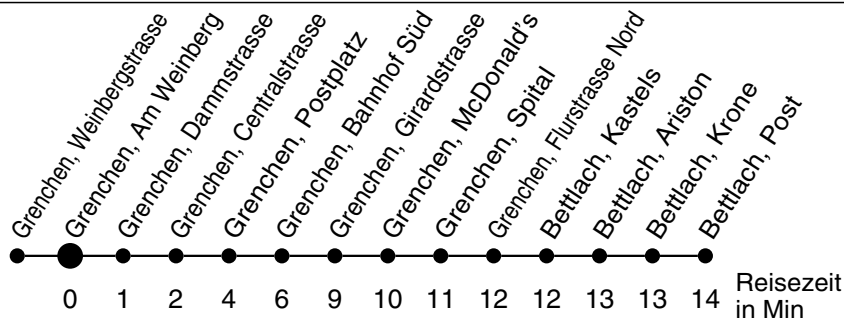 Grenchen, Weinbergstrasse
Grenchen, Am Weinberg
Grenchen, Dammstrasse
Grenchen, Centralstrasse
Grenchen, Postplatz
Grenchen, Bahnhof Süd
Grenchen, Girardstrasse
Grenchen, McDonald's
Grenchen, Spital
Grenchen, Flurstrasse Nord
Bettlach, Kastels
Bettlach, Ariston
Bettlach, Krone
Bettlach, Post
0 1 2 4 6 9 10 11 12 12 13 13 14 Reisezeit
in Min